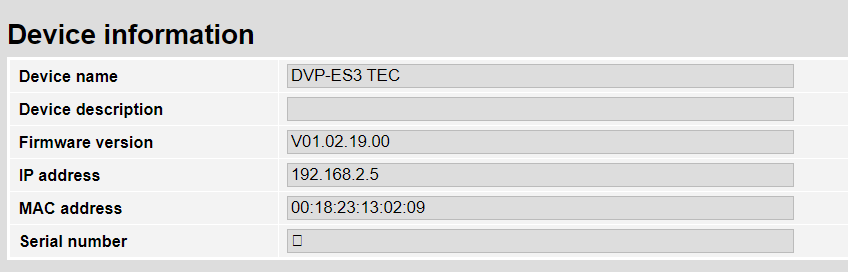 Device information
Device name DVP-ES3 TEC
Device description
Firmware version V01.02.19.00
IP address 192.168.2.5
MAC address 00:18:23:13:02:09
Serial number